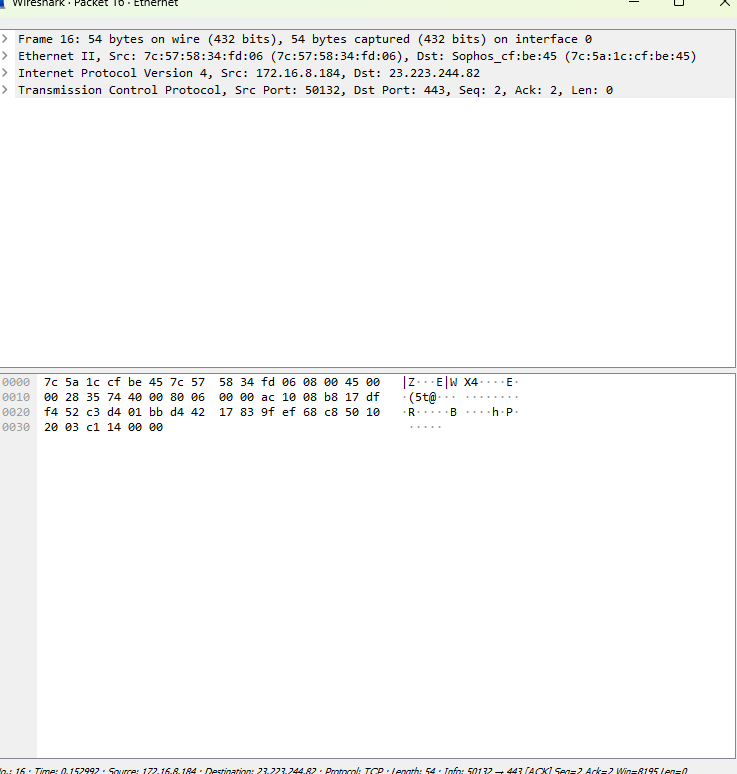 Wireshark · Packet 16 · Ethernet
Frame 16: 54 bytes on wire (432 bits), 54 bytes captured (432 bits) on interface 0
Ethernet II, Src: 7c:57:58:34:fd:06 (7c:57:58:34:fd:06), Dst: Sophos_cf:be:45 (7c:5a:1c:cf:be:45)
Internet Protocol Version 4, Src: 172.16.8.184, Dst: 23.223.244.82
Transmission Control Protocol, Src Port: 50132, Dst Port: 443, Seq: 2, Ack: 2, Len: 0
0000 7c 5a 1c cf be 45 7c 57 58 34 fd 06 08 00 45 00 |Z···E|W X4····E·
0010 00 28 35 74 40 00 80 06 00 00 ac 10 08 b8 17 df ·(5t@··· ········
0020 f4 52 c3 d4 01 bb d4 42 17 83 9f ef 68 c8 50 10 ·R·····B ····h·P·
0030 20 03 c1 14 00 00 ·····
No.: 16 · Time: 0.152992 · Source: 172.16.8.184 · Destination: 23.223.244.82 · Protocol: TCP · Length: 54 · Info: 50132 → 443 [ACK] Seq=2 Ack=2 Win=8195 Len=0